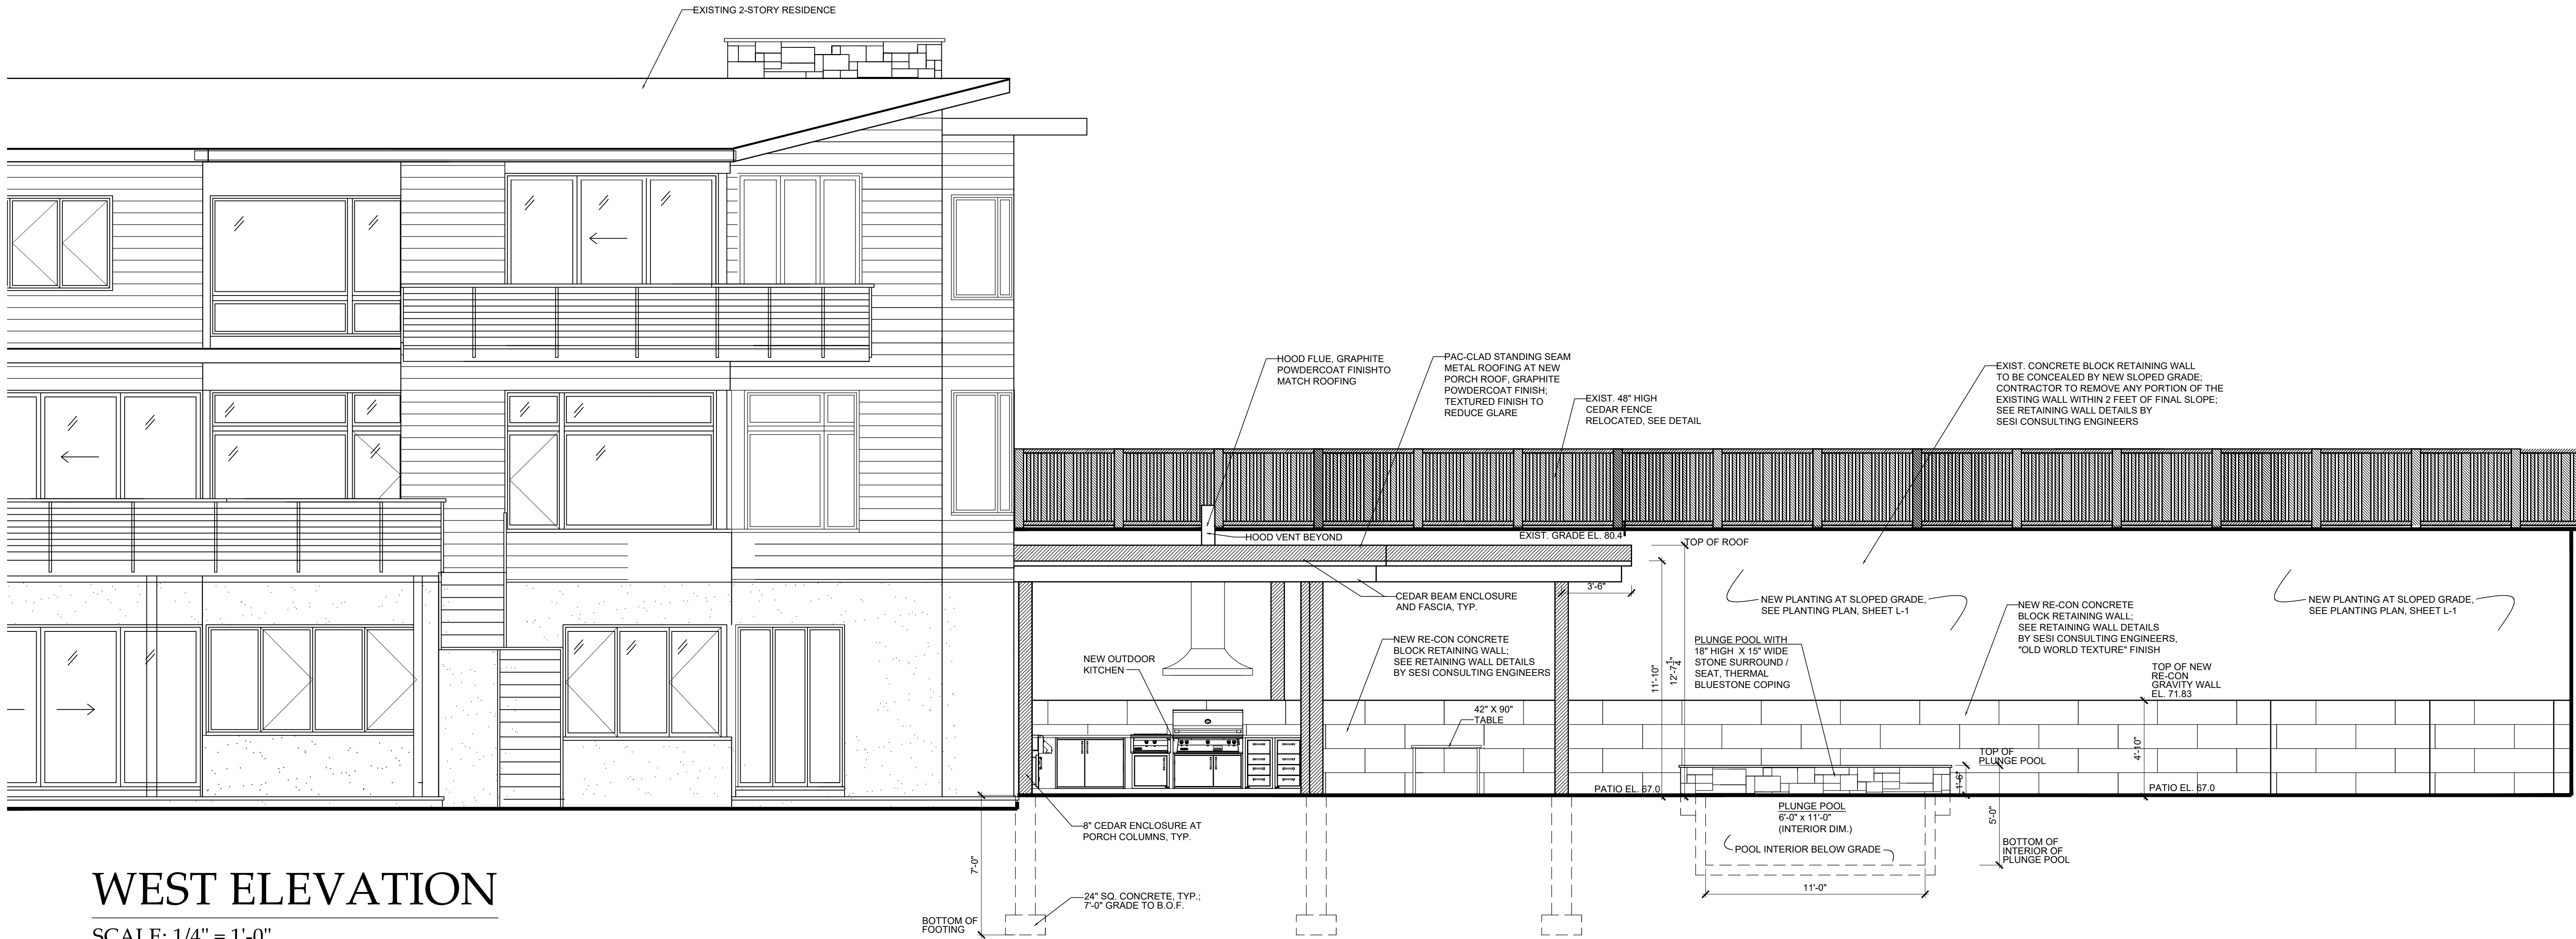 EXISTING 2-STORY RESIDENCE
HOOD FLUE, GRAPHITE
POWDERCOAT FINISHTO
MATCH ROOFING
PAC-CLAD STANDING SEAM
METAL ROOFING AT NEW
PORCH ROOF, GRAPHITE
POWDERCOAT FINISH;
TEXTURED FINISH TO
REDUCE GLARE
EXIST. 48" HIGH
CEDAR FENCE
RELOCATED, SEE DETAIL
EXIST. CONCRETE BLOCK RETAINING WALL
TO BE CONCEALED BY NEW SLOPED GRADE;
CONTRACTOR TO REMOVE ANY PORTION OF THE
EXISTING WALL WITHIN 2 FEET OF FINAL SLOPE;
SEE RETAINING WALL DETAILS BY
SESI CONSULTING ENGINEERS
HOOD VENT BEYOND
EXIST. GRADE EL. 80.4
TOP OF ROOF
3'-6"
CEDAR BEAM ENCLOSURE
AND FASCIA, TYP.
NEW PLANTING AT SLOPED GRADE,
SEE PLANTING PLAN, SHEET L-1
NEW RE-CON CONCRETE
BLOCK RETAINING WALL;
SEE RETAINING WALL DETAILS
BY SESI CONSULTING ENGINEERS,
"OLD WORLD TEXTURE" FINISH
NEW PLANTING AT SLOPED GRADE,
SEE PLANTING PLAN, SHEET L-1
NEW OUTDOOR
KITCHEN
NEW RE-CON CONCRETE
BLOCK RETAINING WALL;
SEE RETAINING WALL DETAILS
BY SESI CONSULTING ENGINEERS
11'-10"
12'-7 1/4"
PLUNGE POOL WITH
18" HIGH X 15" WIDE
STONE SURROUND /
SEAT, THERMAL
BLUESTONE COPING
TOP OF NEW
RE-CON
GRAVITY WALL
EL. 71.83
42" X 90"
TABLE
4'-10"
TOP OF
PLUNGE POOL
1'-6"
PATIO EL. 67.0
PATIO EL. 67.0
PLUNGE POOL
6'-0" x 11'-0"
(INTERIOR DIM.)
5'-0"
8" CEDAR ENCLOSURE AT
PORCH COLUMNS, TYP.
POOL INTERIOR BELOW GRADE
BOTTOM OF
INTERIOR OF
PLUNGE POOL
7'-0"
11'-0"
24" SQ. CONCRETE, TYP.;
7'-0" GRADE TO B.O.F.
BOTTOM OF
FOOTING
WEST ELEVATION
SCALE: 1/4" = 1'-0"